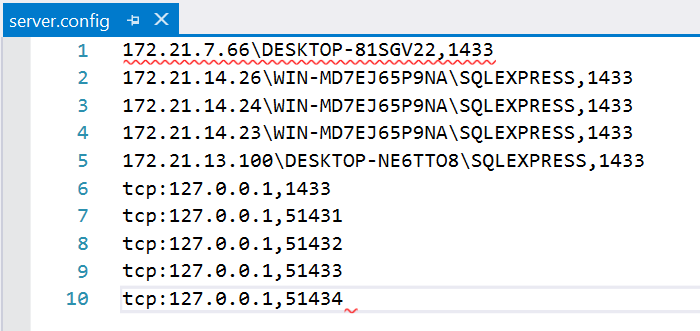 server.config
1 172.21.7.66\DESKTOP-81SGV22,1433
2 172.21.14.26\WIN-MD7EJ65P9NA\SQLEXPRESS,1433
3 172.21.14.24\WIN-MD7EJ65P9NA\SQLEXPRESS,1433
4 172.21.14.23\WIN-MD7EJ65P9NA\SQLEXPRESS,1433
5 172.21.13.100\DESKTOP-NE6TTO8\SQLEXPRESS,1433
6 tcp:127.0.0.1,1433
7 tcp:127.0.0.1,51431
8 tcp:127.0.0.1,51432
9 tcp:127.0.0.1,51433
10 tcp:127.0.0.1,51434